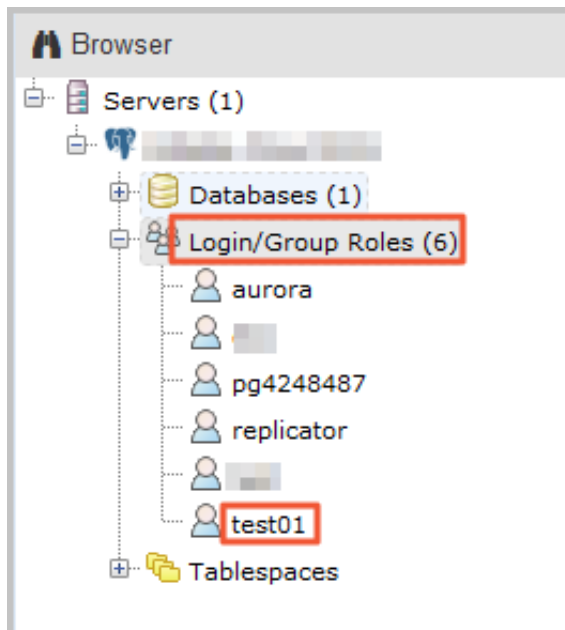 Browser
Servers (1)
Databases (1)
Login/Group Roles (6)
aurora
pg4248487
replicator
test01
Tablespaces